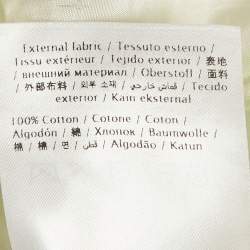 External fabric / Tessuto esterno /
Tissu extérieur / Tejido exterior / 表地
/ внешний материал / Oberstoff / 面料
/ 外部布料 / 외부 소재 / قماش خارجي / Tecido
exterior / Kain eksternal
100% Cotton / Cotone / Coton /
Algodón / 綿 / Хлопок / Baumwolle /
棉 / 棉 / 면 / قطن / Algodão / Katun